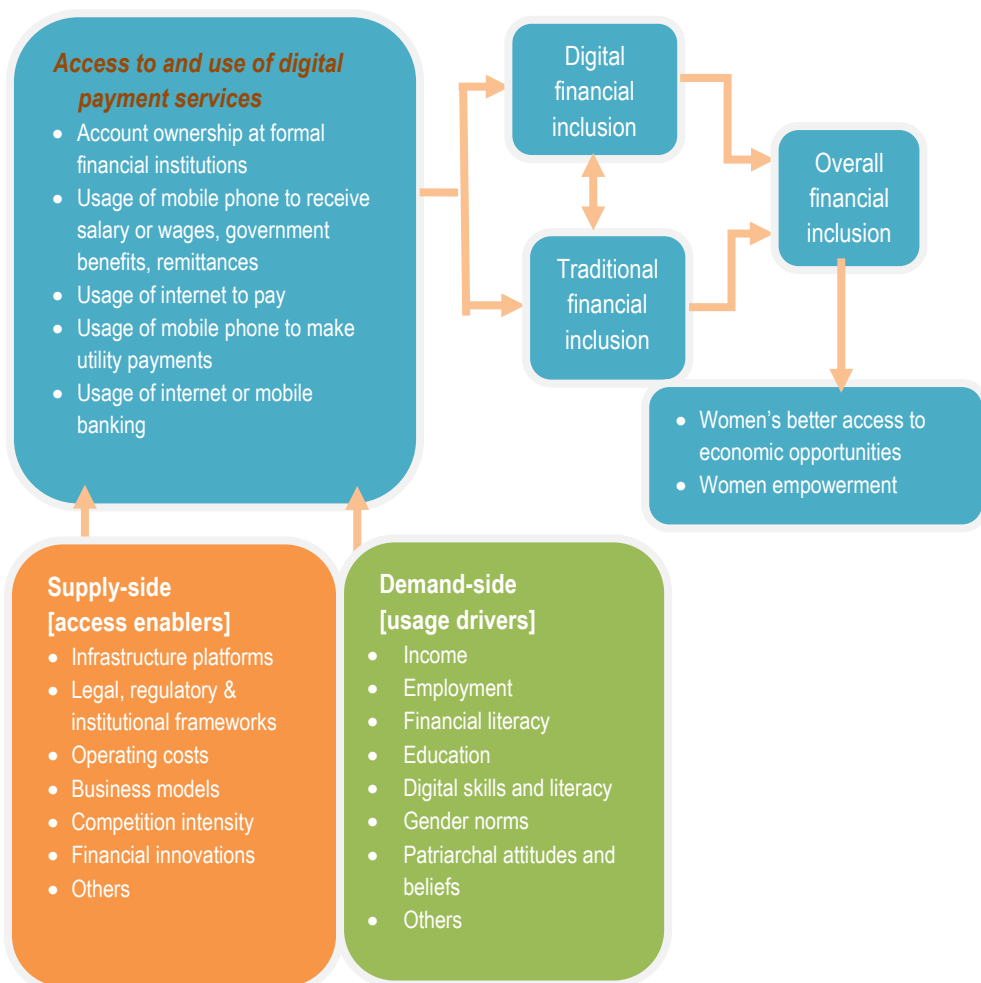 Access to and use of digital
payment services
• Account ownership at formal
financial institutions
• Usage of mobile phone to receive
salary or wages, government
benefits, remittances
• Usage of internet to pay
• Usage of mobile phone to make
utility payments
• Usage of internet or mobile
banking
Digital
financial
inclusion
Traditional
financial
inclusion
Overall
financial
inclusion
• Women’s better access to
economic opportunities
• Women empowerment
Supply-side
[access enablers]
• Infrastructure platforms
• Legal, regulatory &
institutional frameworks
• Operating costs
• Business models
• Competition intensity
• Financial innovations
• Others
Demand-side
[usage drivers]
• Income
• Employment
• Financial literacy
• Education
• Digital skills and literacy
• Gender norms
• Patriarchal attitudes and
beliefs
• Others